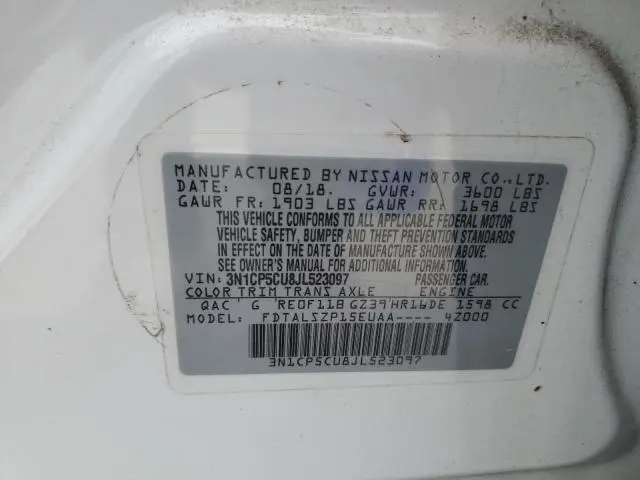 MANUFACTURED BY NISSAN MOTOR CO.,LTD.
DATE: 08/18. GVWR: 3600 LBS
GAWR FR: 1903 LBS GAWR RR: 1698 LBS
THIS VEHICLE CONFORMS TO ALL APPLICABLE FEDERAL MOTOR
VEHICLE SAFETY, BUMPER AND THEFT PREVENTION STANDARDS
IN EFFECT ON THE DATE OF MANUFACTURE SHOWN ABOVE.
SEE OWNER'S MANUAL FOR ADDITIONAL INFORMATION.
VIN: 3N1CP5CU8JL523097 PASSENGER CAR.
COLOR TRIM TRANS AXLE ENGINE
QAC G RE0F11B GZ39 HR16DE 1598 CC
MODEL: FDTALSZP15EUAA---- 4Z000
3N1CP5CU8JL523097